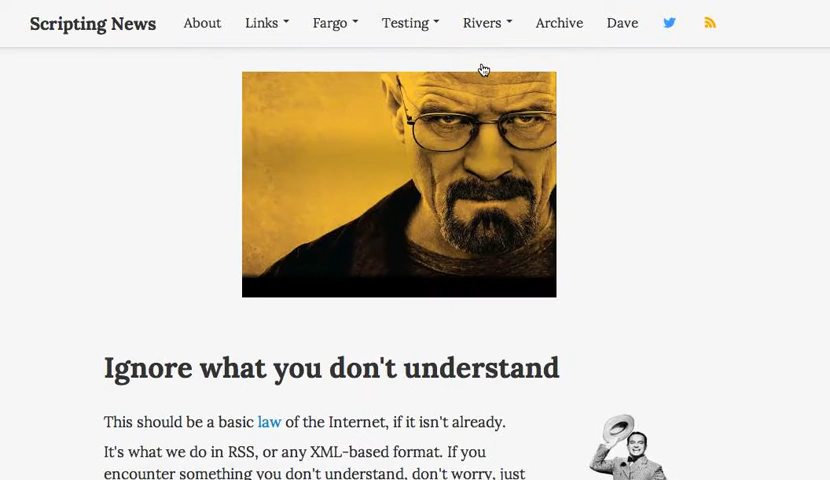 Scripting News About Links Fargo Testing Rivers Archive Dave
Ignore what you don't understand
This should be a basic law of the Internet, if it isn't already.
It's what we do in RSS, or any XML-based format. If you
encounter something you don't understand, don't worry, just